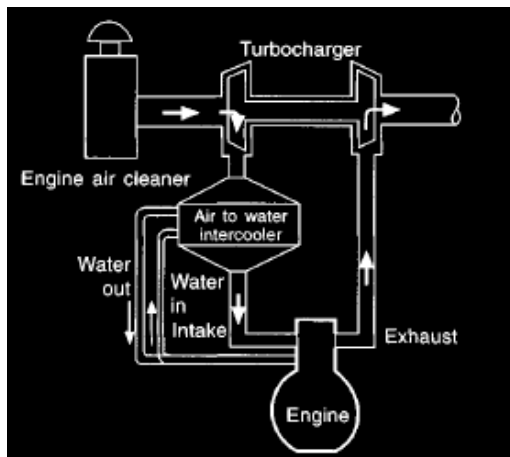 Turbocharger
Engine air cleaner
Air to water
intercooler
Water
out
Water
in
Intake
Exhaust
Engine